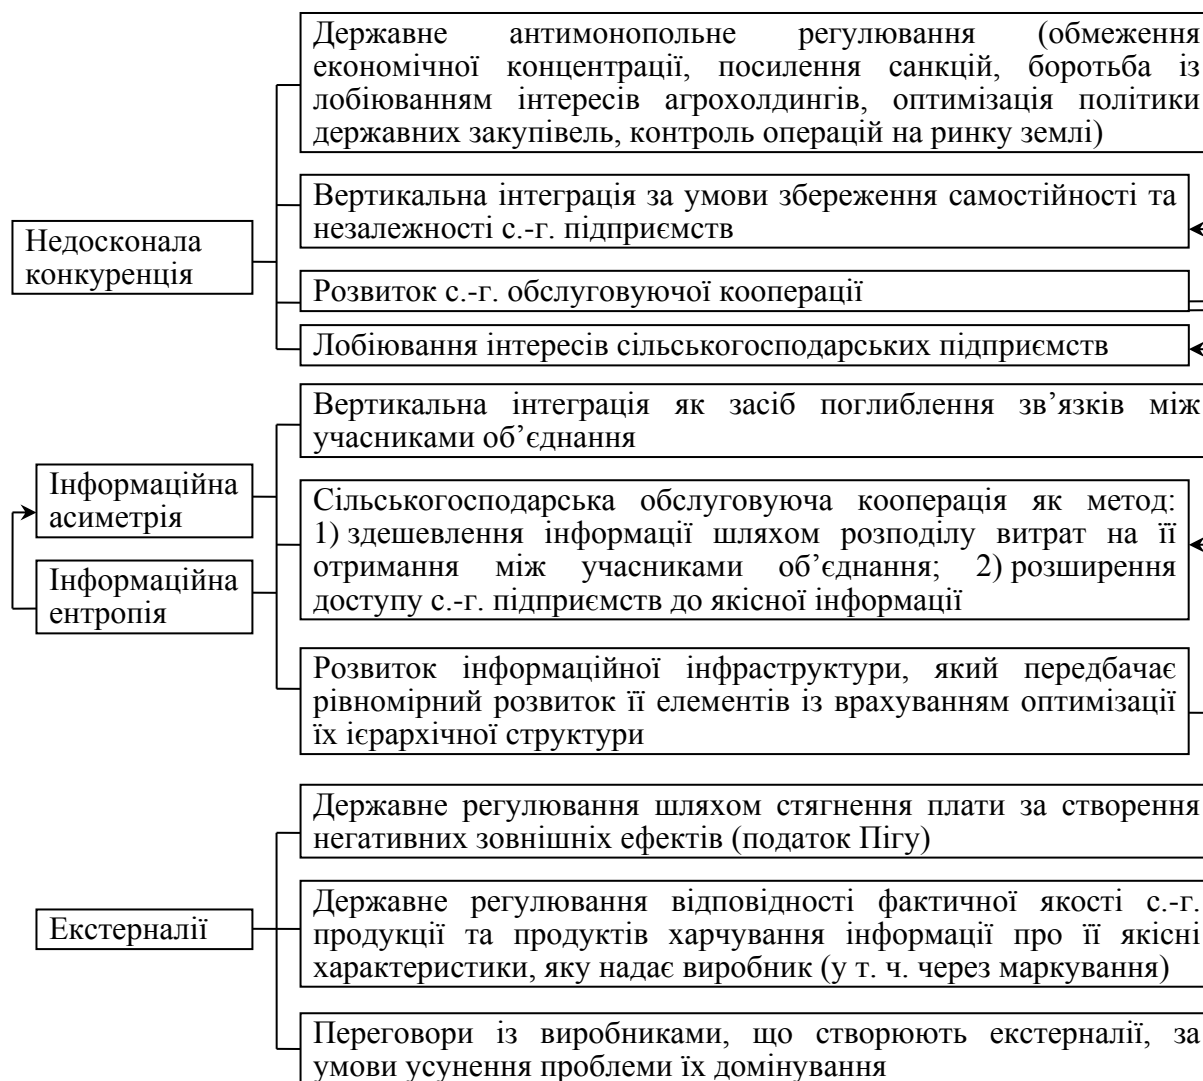 Державне антимонопольне регулювання (обмеження
економічної концентрації, посилення санкцій, боротьба із
лобіюванням інтересів агрохолдингів, оптимізація політики
державних закупівель, контроль операцій на ринку землі)
Вертикальна інтеграція за умови збереження самостійності та
незалежності с.-г. підприємств
Недосконала
конкуренція
Розвиток с.-г. обслуговуючої кооперації
Лобіювання інтересів сільськогосподарських підприємств
Вертикальна інтеграція як засіб поглиблення зв’язків між
учасниками об’єднання
Інформаційна
асиметрія
Сільськогосподарська обслуговуюча кооперація як метод:
1) здешевлення інформації шляхом розподілу витрат на її
отримання між учасниками об’єднання; 2) розширення
доступу с.-г. підприємств до якісної інформації
Інформаційна
ентропія
Розвиток інформаційної інфраструктури, який передбачає
рівномірний розвиток її елементів із врахуванням оптимізації
їх ієрархічної структури
Державне регулювання шляхом стягнення плати за створення
негативних зовнішніх ефектів (податок Пігу)
Екстерналії
Державне регулювання відповідності фактичної якості с.-г.
продукції та продуктів харчування інформації про її якісні
характеристики, яку надає виробник (у т. ч. через маркування)
Переговори із виробниками, що створюють екстерналії, за
умови усунення проблеми їх домінування